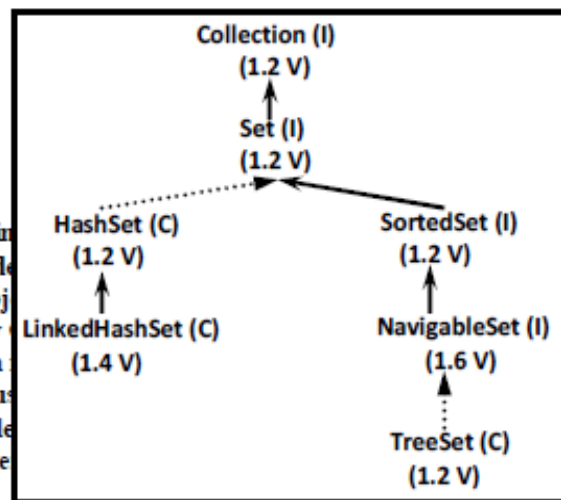 Collection (I)
(1.2 V)
Set (I)
(1.2 V)
HashSet (C)
(1.2 V)
SortedSet (I)
(1.2 V)
LinkedHashSet (C)
(1.4 V)
NavigableSet (I)
(1.6 V)
TreeSet (C)
(1.2 V)